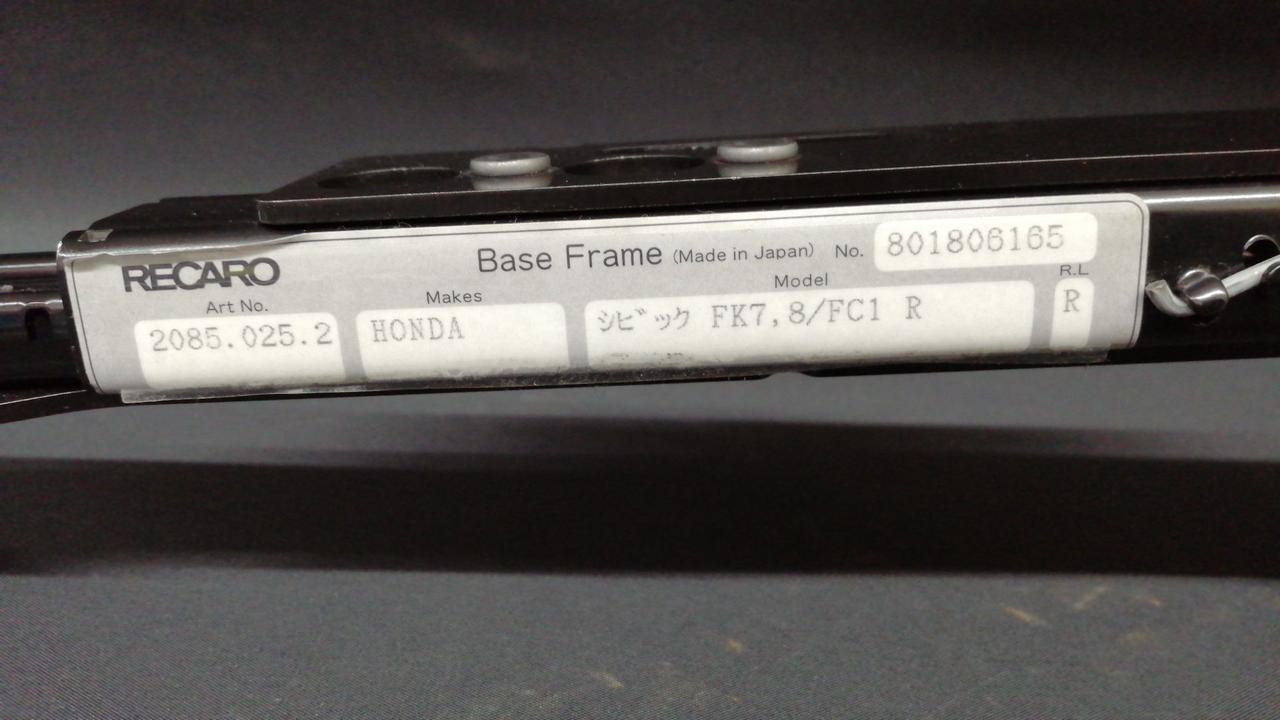 RECARO Base Frame (Made in Japan) No. 801806165
Art No. Makes Model R.L
2085.025.2 HONDA シビック FK7,8/FC1 R R